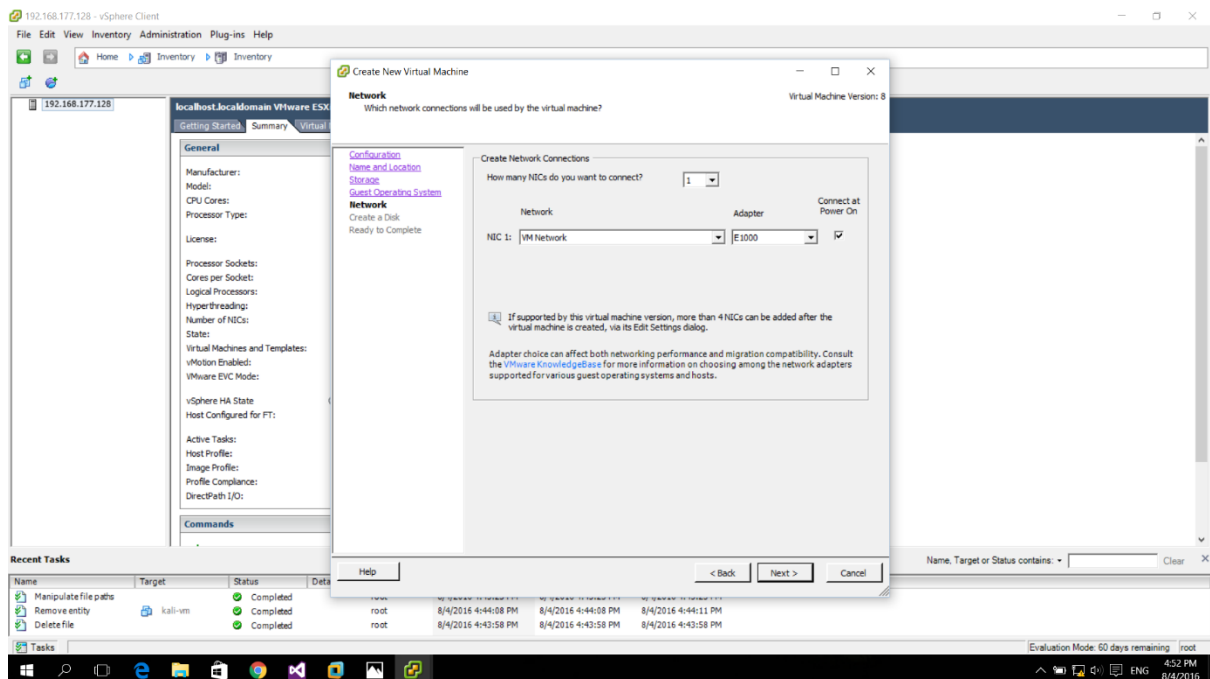 192.168.177.128 - vSphere Client
File Edit View Inventory Administration Plug-ins Help
Home Inventory Inventory
192.168.177.128
localhost.localdomain VMware ESX
Getting Started Summary Virtual
General
Manufacturer:
Model:
CPU Cores:
Processor Type:
License:
Processor Sockets:
Cores per Socket:
Logical Processors:
Hyperthreading:
Number of NICs:
State:
Virtual Machines and Templates:
vMotion Enabled:
VMware EVC Mode:
vSphere HA State
Host Configured for FT:
Active Tasks:
Host Profile:
Image Profile:
Profile Compliance:
DirectPath I/O:
Commands
Create New Virtual Machine
Network
Which network connections will be used by the virtual machine?
Virtual Machine Version: 8
Configuration
Name and Location
Storage
Guest Operating System
Network
Create a Disk
Ready to Complete
Create Network Connections
How many NICs do you want to connect? 1
Network Adapter Connect at Power On
NIC 1: VM Network E1000
If supported by this virtual machine version, more than 4 NICs can be added after the
virtual machine is created, via its Edit Settings dialog.
Adapter choice can affect both networking performance and migration compatibility. Consult
the VMware KnowledgeBase for more information on choosing among the network adapters
supported for various guest operating systems and hosts.
Help < Back Next > Cancel
Recent Tasks
Name, Target or Status contains: Clear
Name Target Status Deta
Manipulate file paths Completed
Remove entity kali-vm Completed root 8/4/2016 4:44:08 PM 8/4/2016 4:44:08 PM 8/4/2016 4:44:11 PM
Delete file Completed root 8/4/2016 4:43:58 PM 8/4/2016 4:43:58 PM 8/4/2016 4:43:58 PM
Tasks
Evaluation Mode: 60 days remaining root
ENG
4:52 PM
8/4/2016